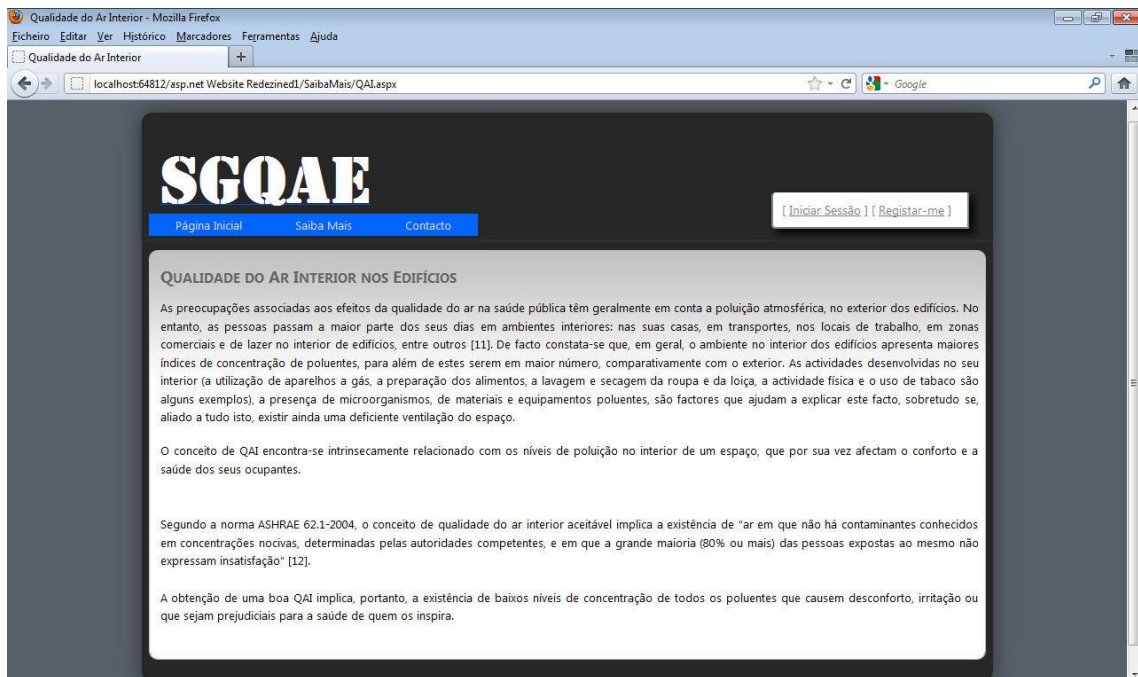 Qualidade do Ar Interior - Mozilla Firefox
Ficheiro Editar Ver Histórico Marcadores Ferramentas Ajuda
Qualidade do Ar Interior +
localhost:64812/asp.net Website Redezined1/SaibaMais/QAI.aspx Google
SGQAE
[ Iniciar Sessão ] [ Registar-me ]
Página Inicial Saiba Mais Contacto
QUALIDADE DO AR INTERIOR NOS EDIFÍCIOS
As preocupações associadas aos efeitos da qualidade do ar na saúde pública têm geralmente em conta a poluição atmosférica, no exterior dos edifícios. No
entanto, as pessoas passam a maior parte dos seus dias em ambientes interiores: nas suas casas, em transportes, nos locais de trabalho, em zonas
comerciais e de lazer no interior de edifícios, entre outros [11]. De facto constata-se que, em geral, o ambiente no interior dos edifícios apresenta maiores
índices de concentração de poluentes, para além de estes serem em maior número, comparativamente com o exterior. As actividades desenvolvidas no seu
interior (a utilização de aparelhos a gás, a preparação dos alimentos, a lavagem e secagem da roupa e da loiça, a actividade física e o uso de tabaco são
alguns exemplos), a presença de microorganismos, de materiais e equipamentos poluentes, são factores que ajudam a explicar este facto, sobretudo se,
aliado a tudo isto, existir ainda uma deficiente ventilação do espaço.
O conceito de QAI encontra-se intrinsecamente relacionado com os níveis de poluição no interior de um espaço, que por sua vez afectam o conforto e a
saúde dos seus ocupantes.
Segundo a norma ASHRAE 62.1-2004, o conceito de qualidade do ar interior aceitável implica a existência de "ar em que não há contaminantes conhecidos
em concentrações nocivas, determinadas pelas autoridades competentes, e em que a grande maioria (80% ou mais) das pessoas expostas ao mesmo não
expressam insatisfação" [12].
A obtenção de uma boa QAI implica, portanto, a existência de baixos níveis de concentração de todos os poluentes que causem desconforto, irritação ou
que sejam prejudiciais para a saúde de quem os inspira.